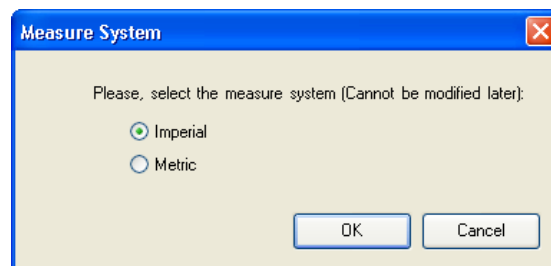 Measure System
Please, select the measure system (Cannot be modified later):
Imperial
Metric
OK Cancel